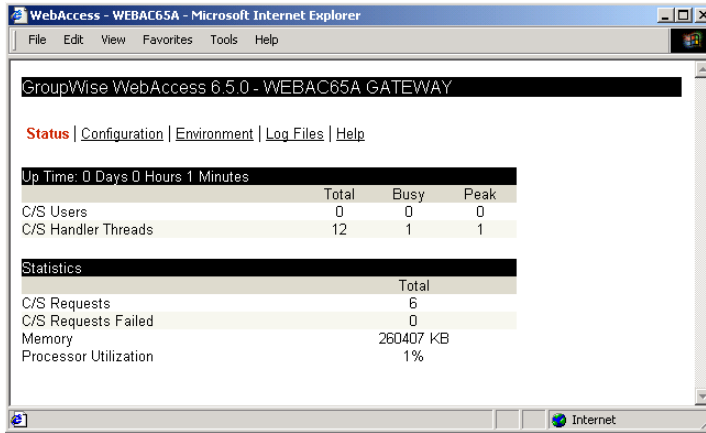 WebAccess - WEBAC65A - Microsoft Internet Explorer
File Edit View Favorites Tools Help
GroupWise WebAccess 6.5.0 - WEBAC65A GATEWAY
Status | Configuration | Environment | Log Files | Help
Up Time: 0 Days 0 Hours 1 Minutes
Total Busy Peak
C/S Users 0 0 0
C/S Handler Threads 12 1 1
Statistics
Total
C/S Requests 6
C/S Requests Failed 0
Memory 260407 KB
Processor Utilization 1%
Internet